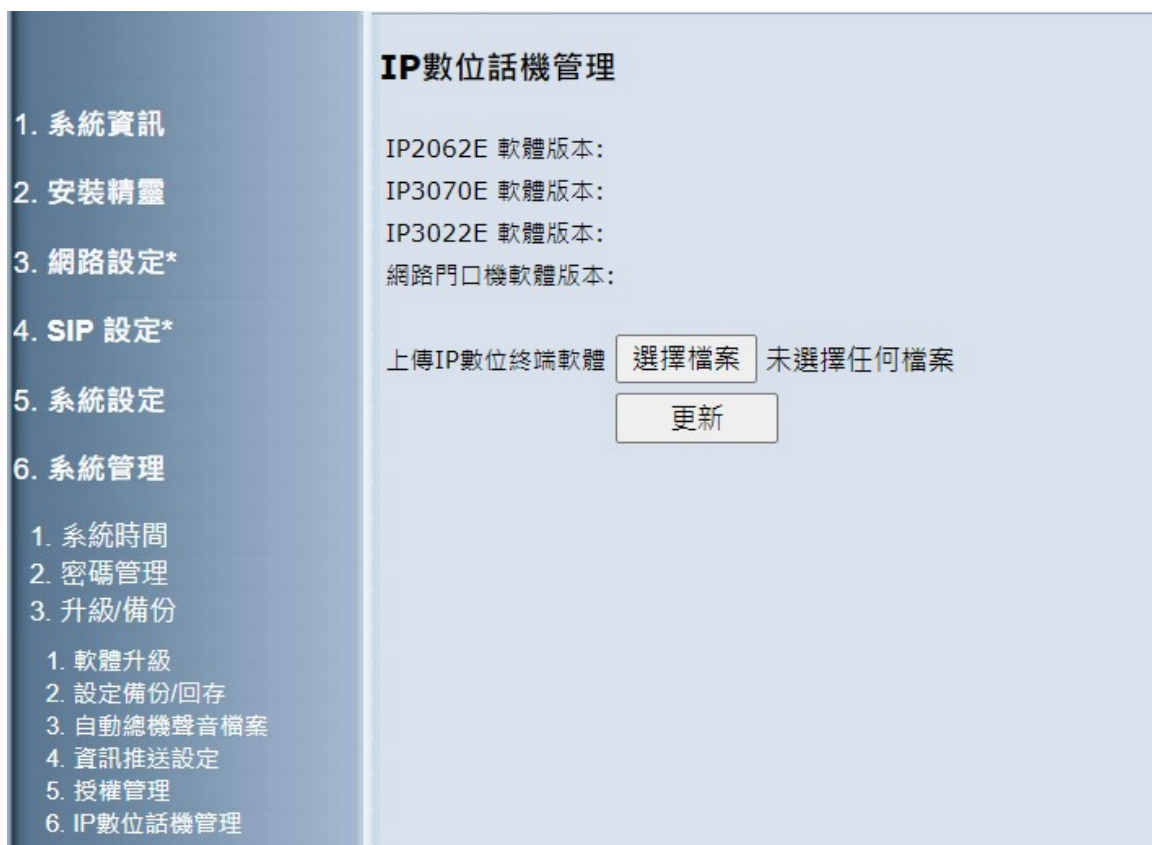 1. 系統資訊
2. 安裝精靈
3. 網路設定*
4. SIP 設定*
5. 系統設定
6. 系統管理
1. 系統時間
2. 密碼管理
3. 升級/備份
1. 軟體升級
2. 設定備份/回存
3. 自動總機聲音檔案
4. 資訊推送設定
5. 授權管理
6. IP數位話機管理
IP數位話機管理
IP2062E 軟體版本:
IP3070E 軟體版本:
IP3022E 軟體版本:
網路門口機軟體版本:
上傳IP數位終端軟體 選擇檔案 未選擇任何檔案
更新